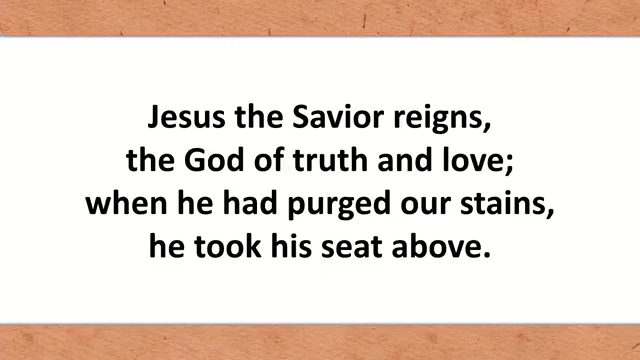 Jesus the Savior reigns,
the God of truth and love;
when he had purged our stains,
he took his seat above.